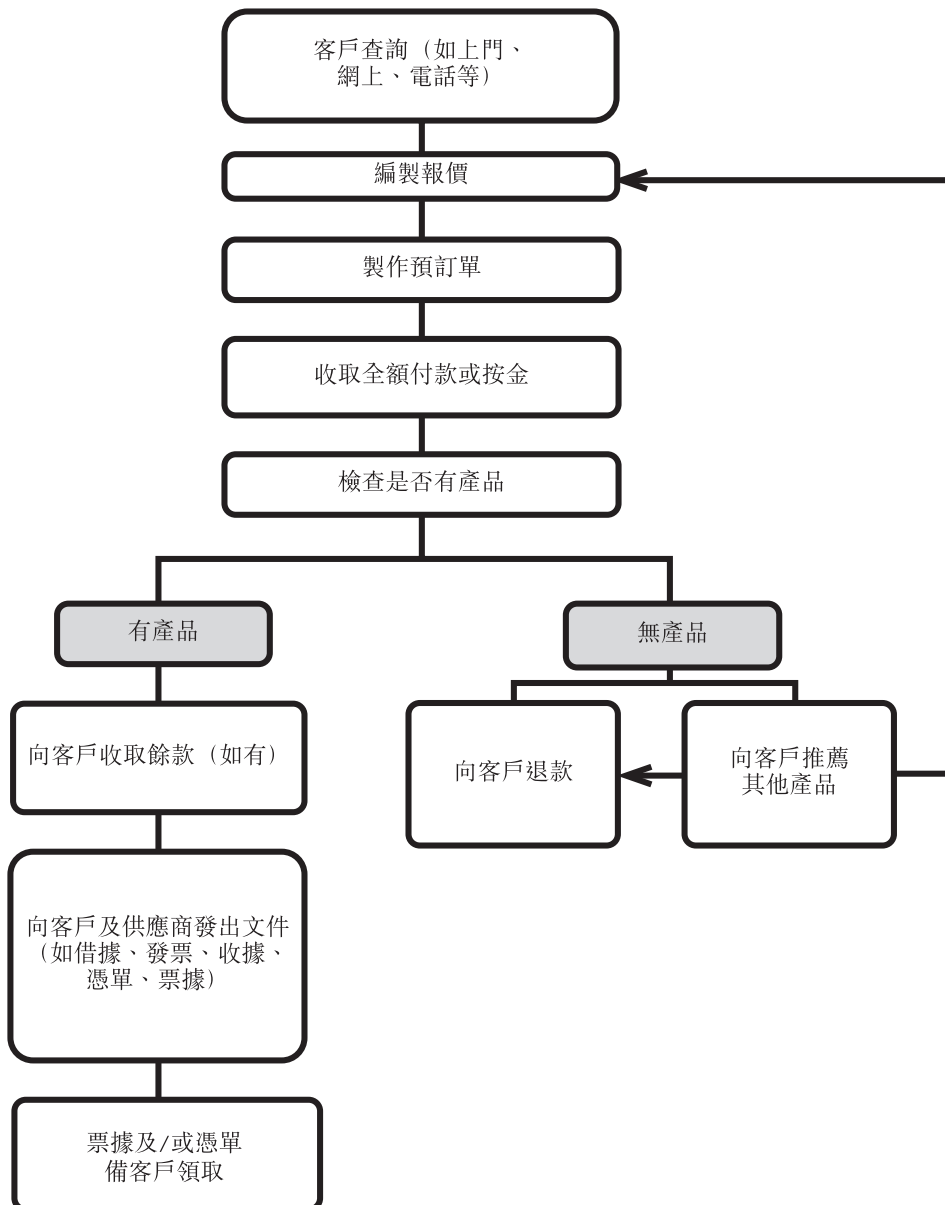 客戶查詢（如上門、
網上、電話等）
編製報價
製作預訂單
收取全額付款或按金
檢查是否有產品
有產品
無產品
向客戶收取餘款（如有）
向客戶退款
向客戶推薦
其他產品
向客戶及供應商發出文件
（如借據、發票、收據、
憑單、票據）
票據及/或憑單
備客戶領取